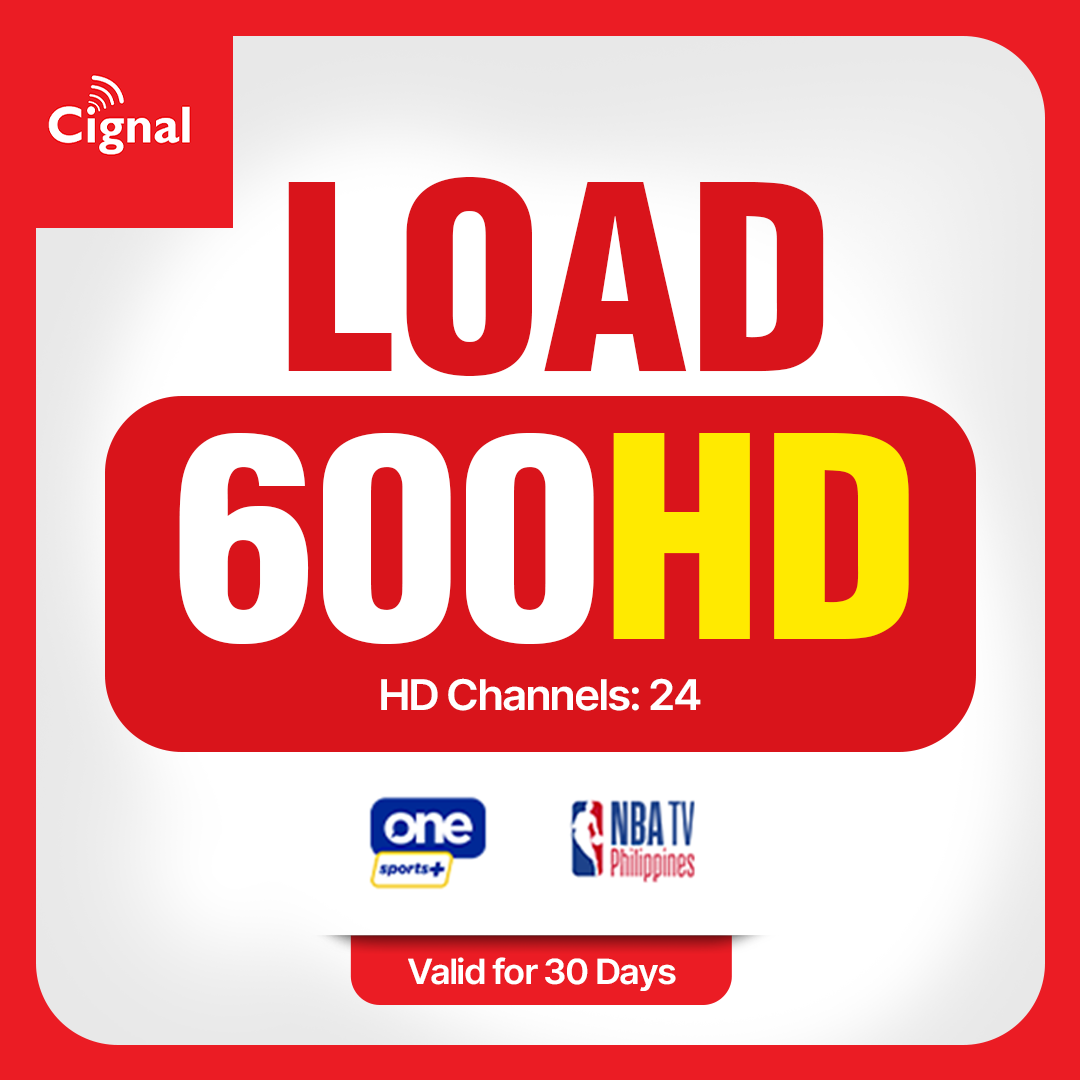 Cignal
LOAD
600HD
HD Channels: 24
one
sports+
NBA TV
Philippines
Valid for 30 Days